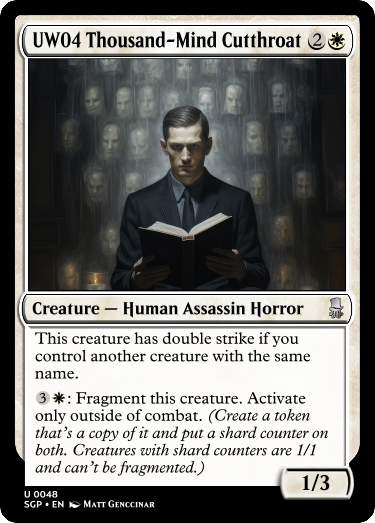 UW04 Thousand-Mind Cutthroat 2
Creature — Human Assassin Horror
This creature has double strike if you
control another creature with the same
name.
3 : Fragment this creature. Activate
only outside of combat. (Create a token
that's a copy of it and put a shard counter on
both. Creatures with shard counters are 1/1
and can't be fragmented.)
1/3
U 0048
SGP • EN Matt Genccinar